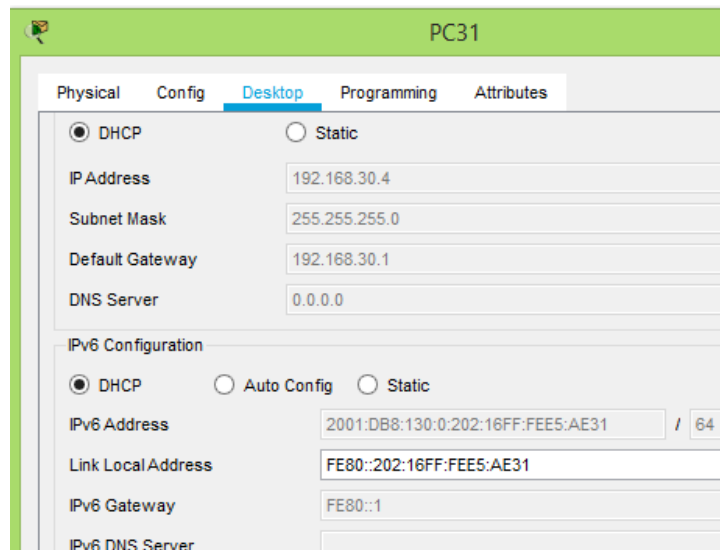 PC31
Physical Config Desktop Programming Attributes
DHCP Static
IP Address 192.168.30.4
Subnet Mask 255.255.255.0
Default Gateway 192.168.30.1
DNS Server 0.0.0.0
IPv6 Configuration
DHCP Auto Config Static
IPv6 Address 2001:DB8:130:0:202:16FF:FEE5:AE31 / 64
Link Local Address FE80::202:16FF:FEE5:AE31
IPv6 Gateway FE80::1
IPv6 DNS Server